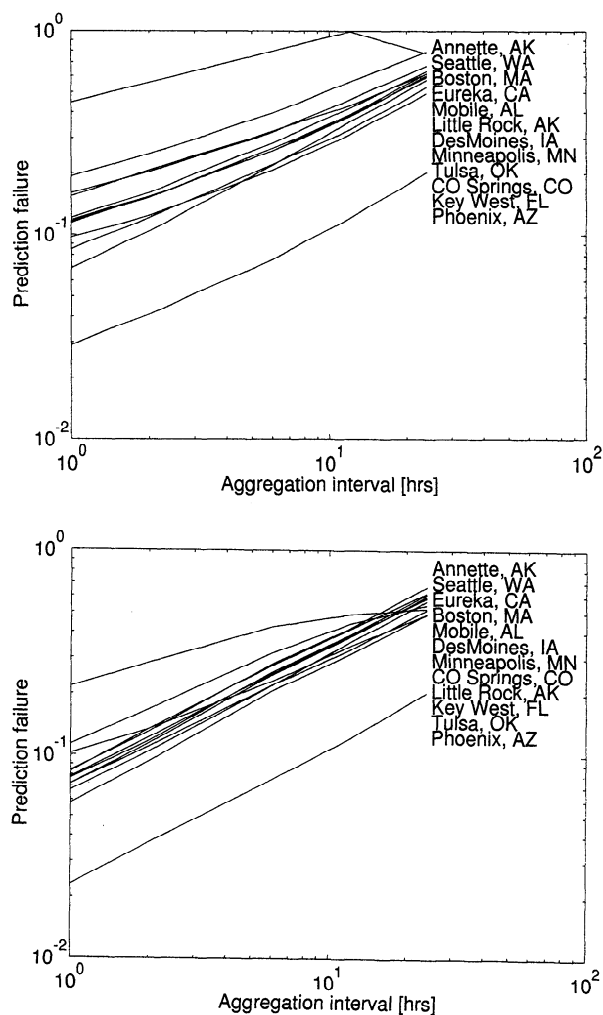 10^0
10^-1
10^-2
Prediction failure
Annette, AK
Seattle, WA
Boston, MA
Eureka, CA
Mobile, AL
Little Rock, AK
DesMoines, IA
Minneapolis, MN
Tulsa, OK
CO Springs, CO
Key West, FL
Phoenix, AZ
10^0
10^1
10^2
Aggregation interval [hrs]
10^0
10^-1
10^-2
Prediction failure
Annette, AK
Seattle, WA
Eureka, CA
Boston, MA
Mobile, AL
DesMoines, IA
Minneapolis, MN
CO Springs, CO
Little Rock, AK
Key West, FL
Tulsa, OK
Phoenix, AZ
10^0
10^1
10^2
Aggregation interval [hrs]